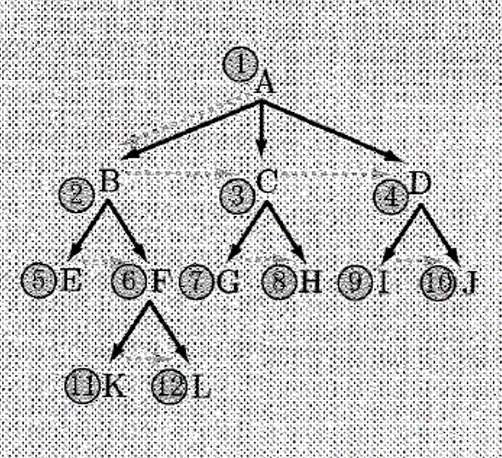 ① A
② B ③ C ④ D
⑤ E ⑥ F ⑦ G ⑧ H ⑨ I ⑩ J
⑪ K ⑫ L